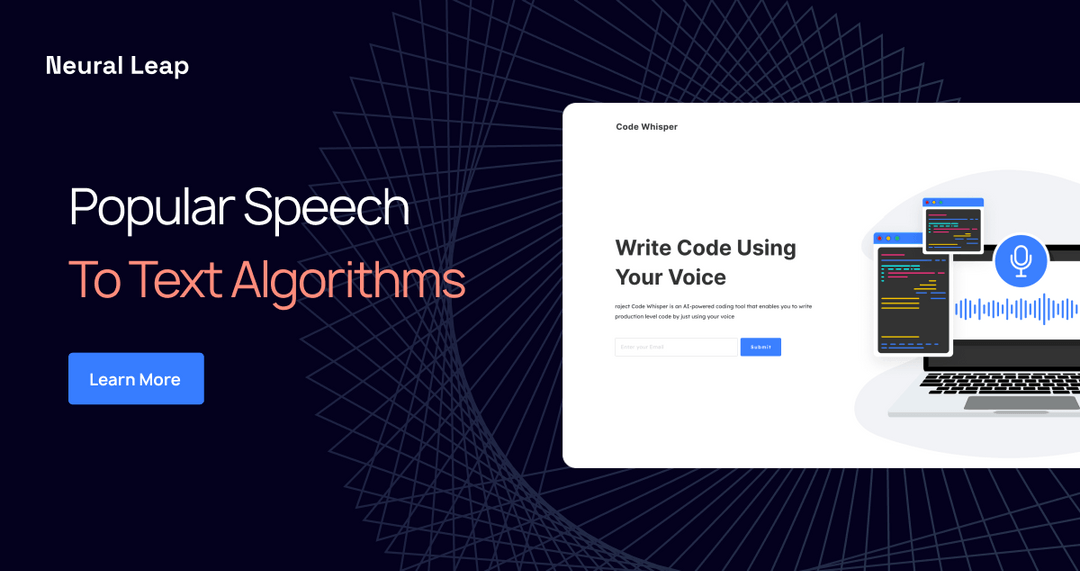 Neural Leap
Popular Speech
To Text Algorithms
Learn More
Code Whisper
Write Code Using
Your Voice
roject Code Whisper is an AI-powered coding tool that enables you to write
production level code by just using your voice
Enter your Email
Submit